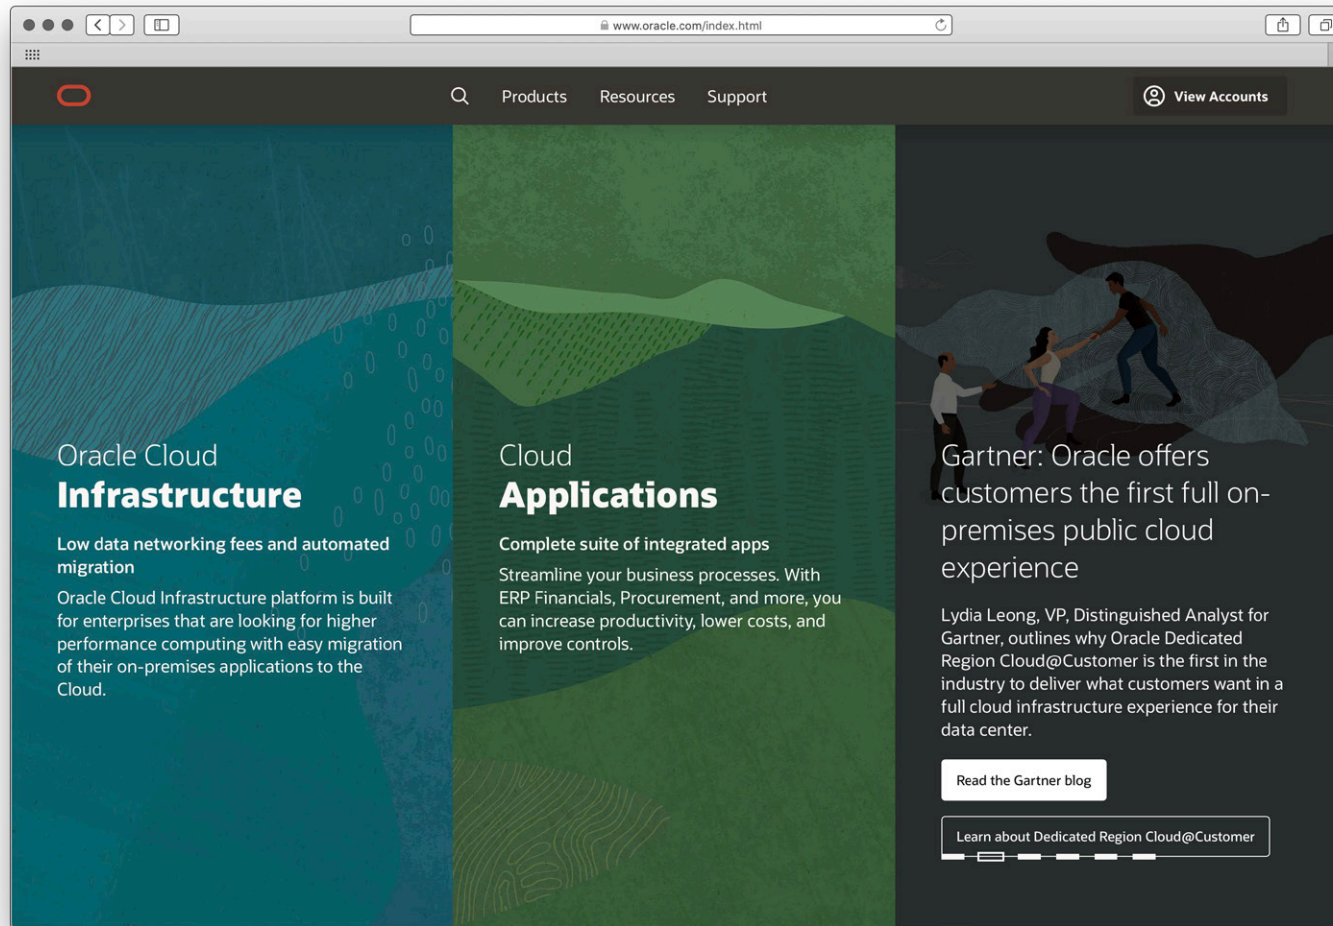 www.oracle.com/index.html
Products
Resources
Support
View Accounts
Oracle Cloud
Infrastructure
Low data networking fees and automated
migration
Oracle Cloud Infrastructure platform is built
for enterprises that are looking for higher
performance computing with easy migration
of their on-premises applications to the
Cloud.
Cloud
Applications
Complete suite of integrated apps
Streamline your business processes. With
ERP Financials, Procurement, and more, you
can increase productivity, lower costs, and
improve controls.
Gartner: Oracle offers
customers the first full on-
premises public cloud
experience
Lydia Leong, VP, Distinguished Analyst for
Gartner, outlines why Oracle Dedicated
Region Cloud@Customer is the first in the
industry to deliver what customers want in a
full cloud infrastructure experience for their
data center.
Read the Gartner blog
Learn about Dedicated Region Cloud@Customer